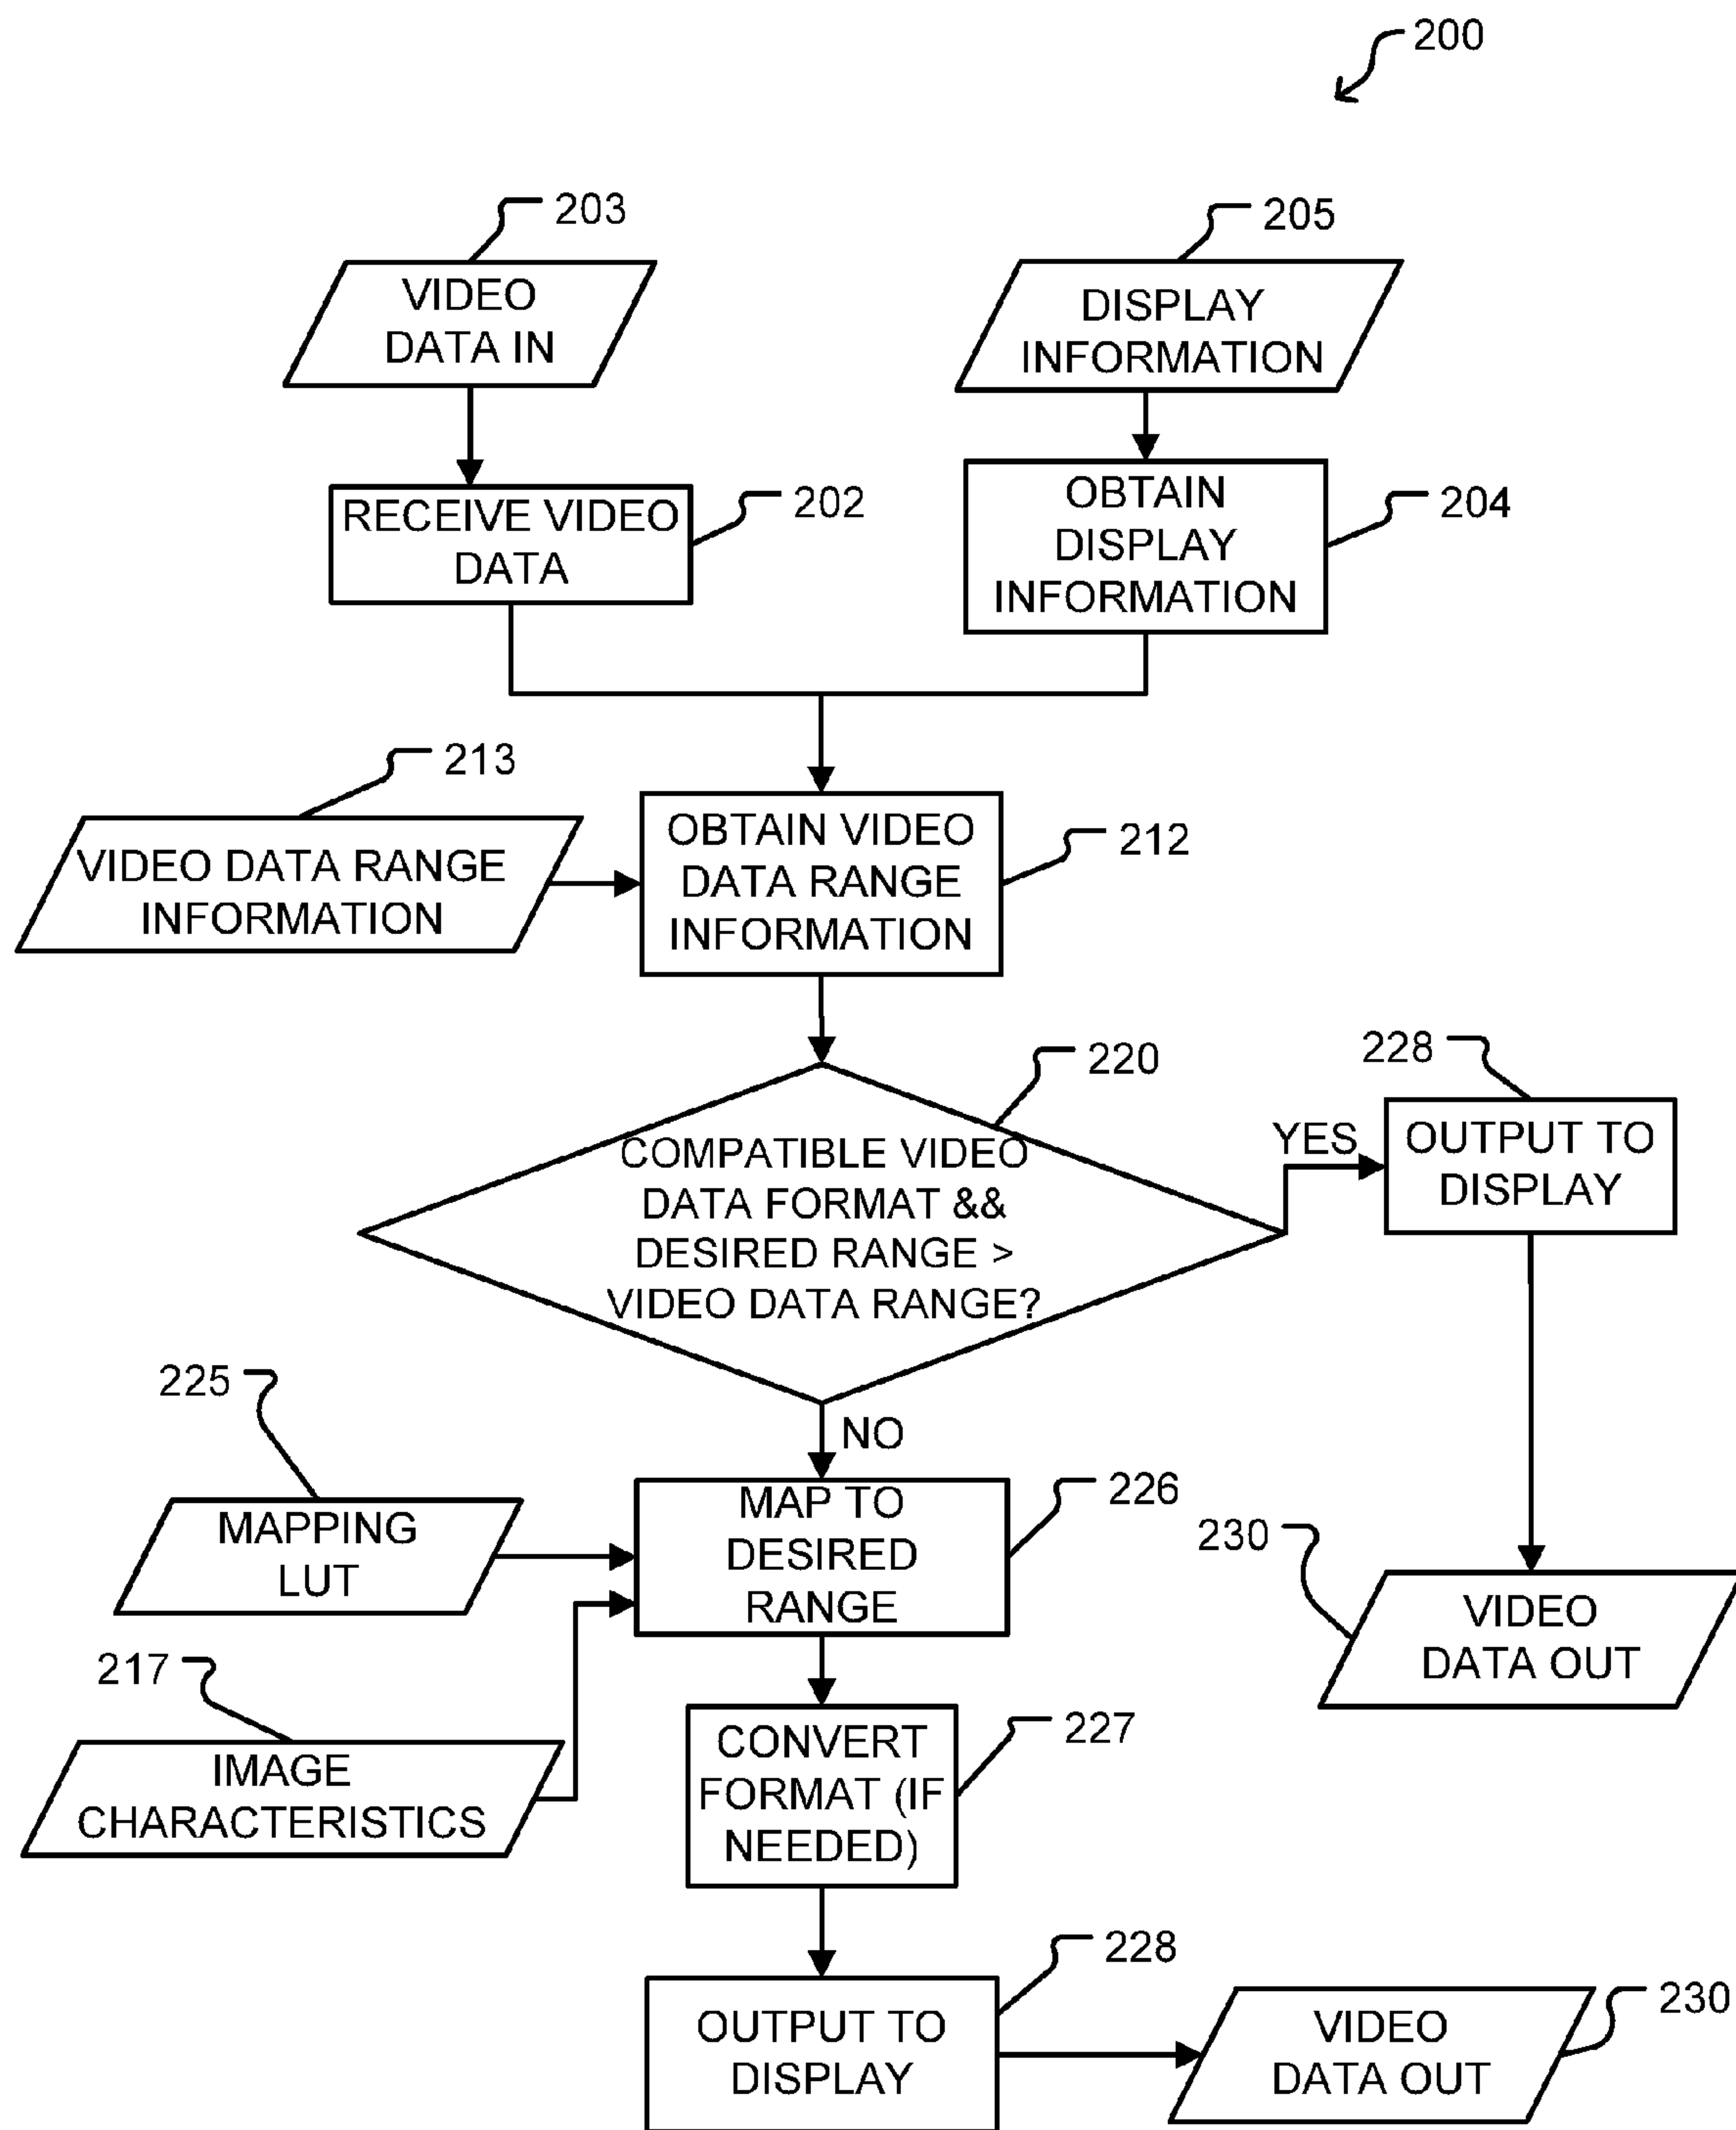 200
203
205
VIDEO
DATA IN
DISPLAY
INFORMATION
RECEIVE VIDEO
DATA
202
OBTAIN
DISPLAY
INFORMATION
204
213
VIDEO DATA RANGE
INFORMATION
OBTAIN VIDEO
DATA RANGE
INFORMATION
212
220
COMPATIBLE VIDEO
DATA FORMAT &&
DESIRED RANGE >
VIDEO DATA RANGE?
YES
228
OUTPUT TO
DISPLAY
NO
225
MAPPING
LUT
MAP TO
DESIRED
RANGE
226
230
VIDEO
DATA OUT
217
IMAGE
CHARACTERISTICS
CONVERT
FORMAT (IF
NEEDED)
227
OUTPUT TO
DISPLAY
228
VIDEO
DATA OUT
230